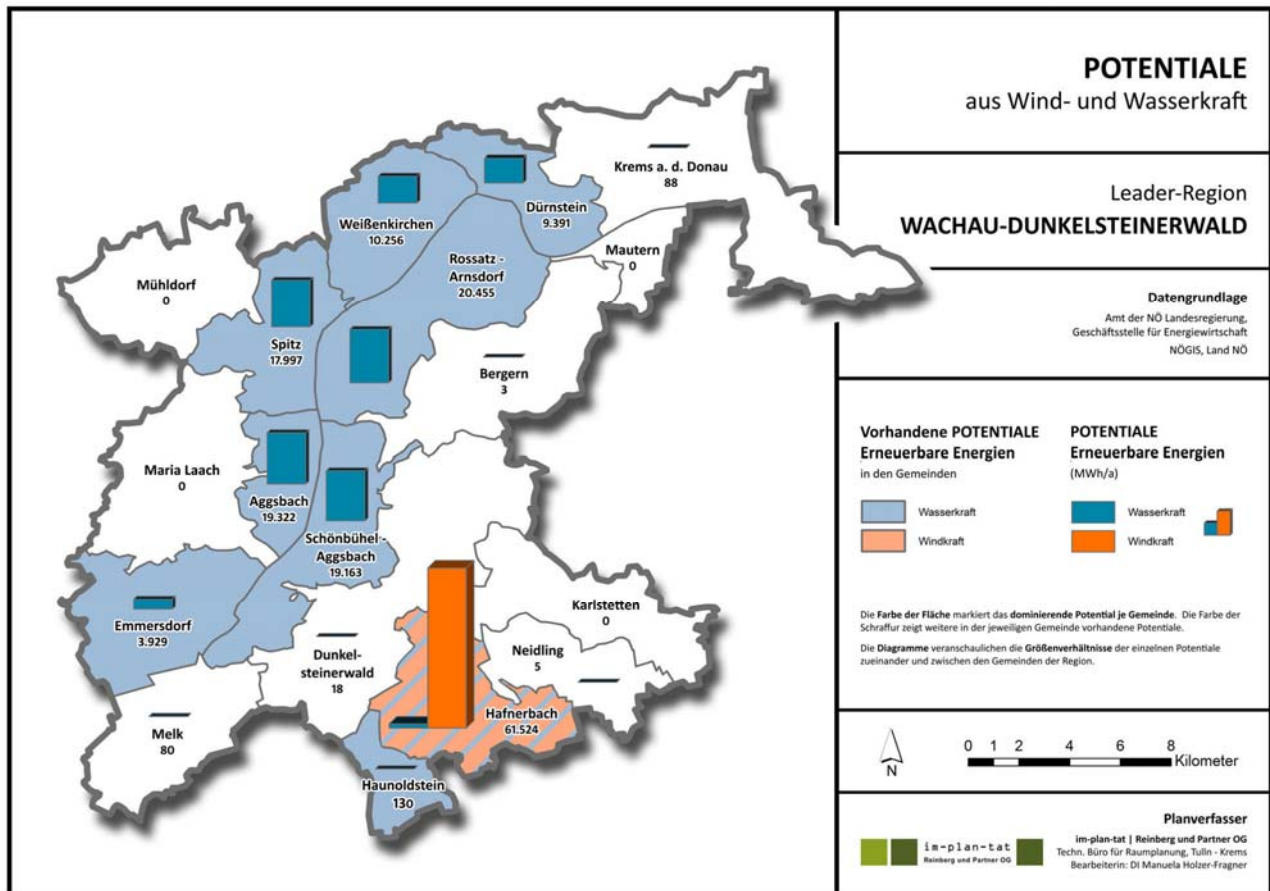 POTENTIALE
aus Wind- und Wasserkraft
Leader-Region
WACHAU-DUNKELSTEINERWALD
Datengrundlage
Amt der NÖ Landesregierung,
Geschäftsstelle für Energiewirtschaft
NÖGIS, Land NÖ
Vorhandene POTENTIALE
Erneuerbare Energien
in den Gemeinden
Wasserkraft
Windkraft
POTENTIALE
Erneuerbare Energien
(MWh/a)
Wasserkraft
Windkraft
Die Farbe der Fläche markiert das dominierende Potential je Gemeinde. Die Farbe der
Schraffur zeigt weitere in der jeweiligen Gemeinde vorhandene Potentiale.
Die Diagramme veranschaulichen die Größenverhältnisse der einzelnen Potentiale
zueinander und zwischen den Gemeinden der Region.
N
0 1 2 4 6 8
Kilometer
Planverfasser
im-plan-tat | Reinberg und Partner OG
Techn. Büro für Raumplanung, Tulln - Krems
Bearbeiterin: DI Manuela Holzer-Fragner
im-plan-tat
Reinberg und Partner OG
Krems a. d. Donau
88
Dürnstein
9.391
Weißenkirchen
10.256
Mautern
0
Rossatz -
Arnsdorf
20.455
Mühldorf
0
Spitz
17.997
Bergern
3
Maria Laach
0
Aggsbach
19.322
Schönbühel -
Aggsbach
19.163
Emmersdorf
3.929
Karlstetten
0
Neidling
5
Dunkel-
steinerwald
18
Hafnerbach
61.524
Melk
80
Haunoldstein
130